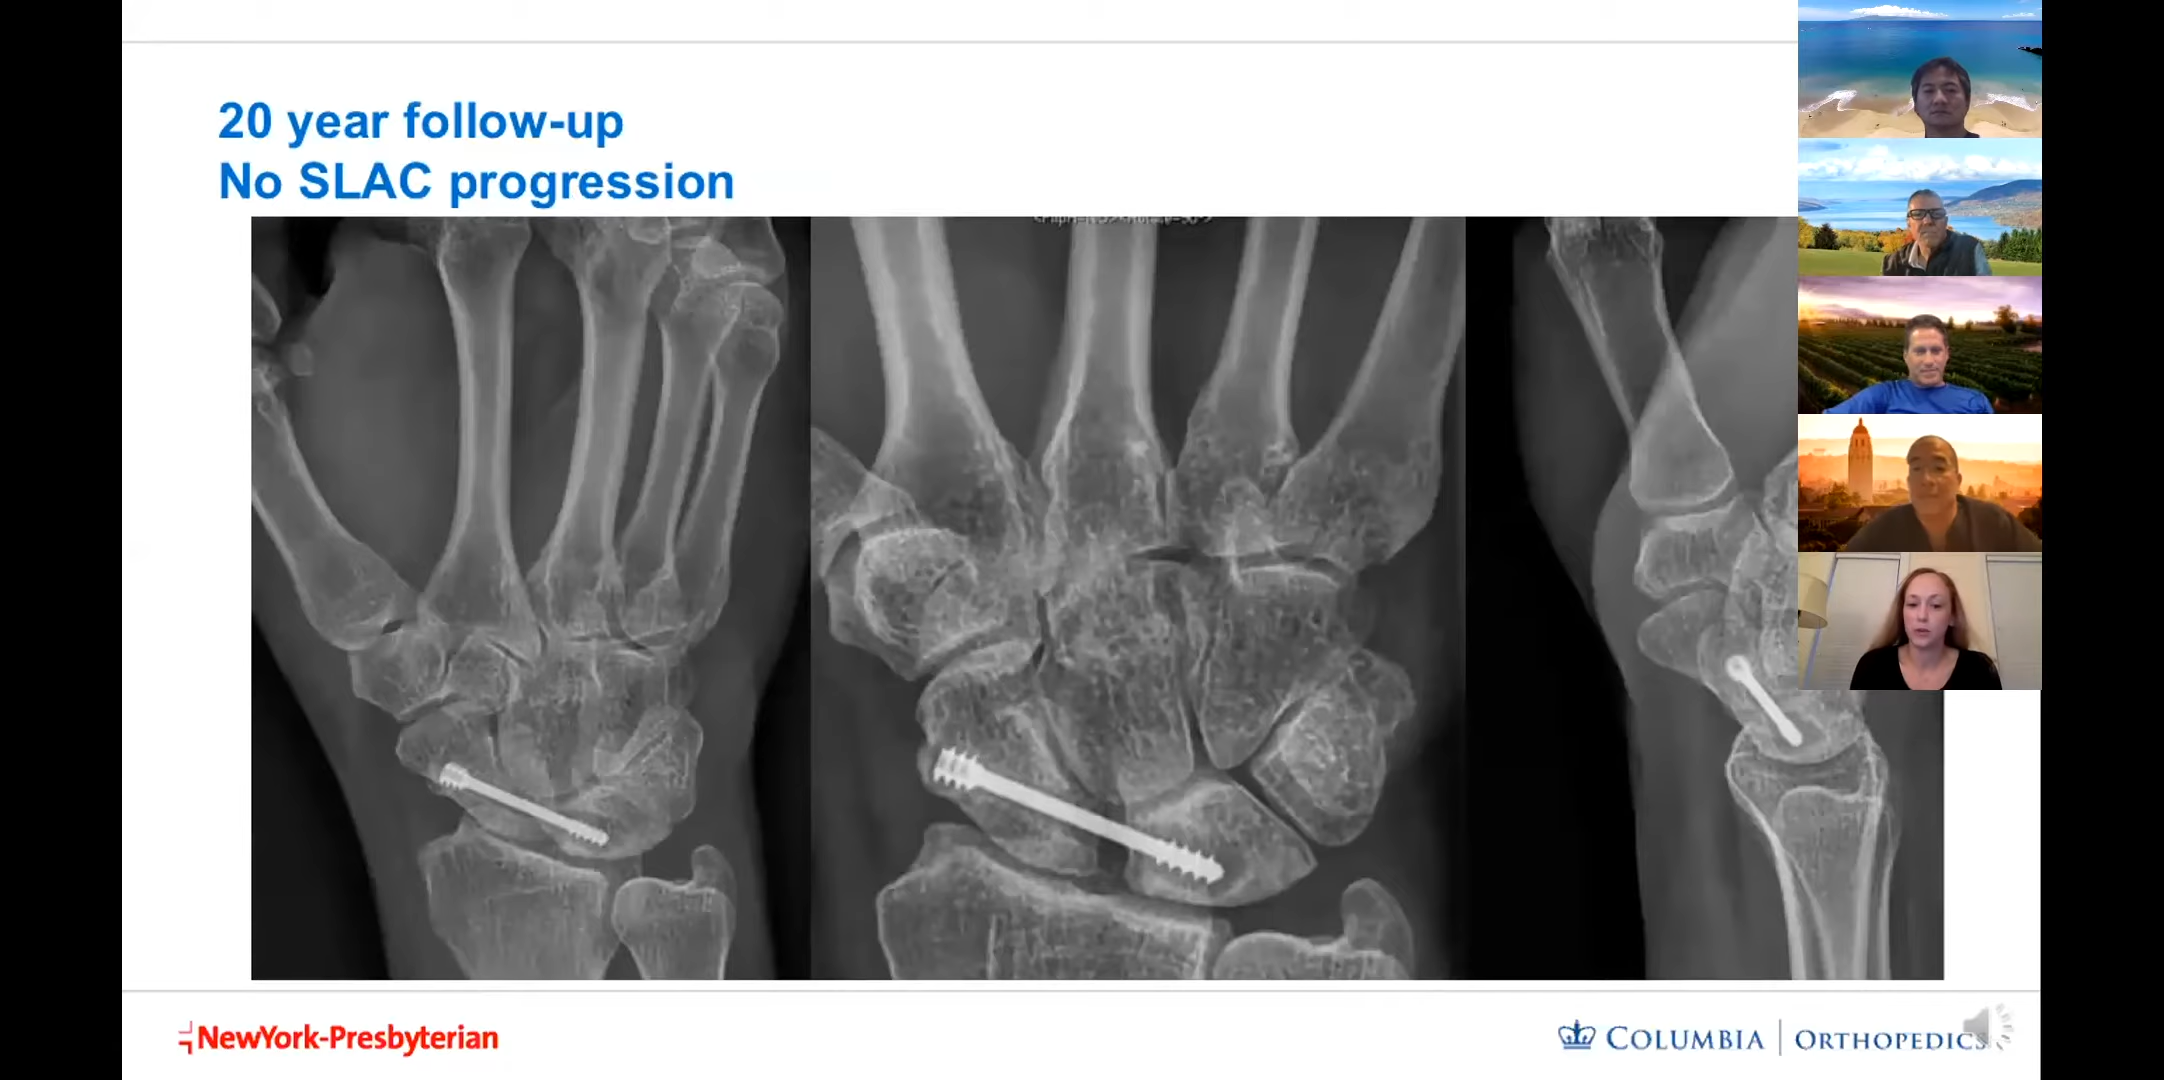 20 year follow-up
No SLAC progression
NewYork-Presbyterian
COLUMBIA | ORTHOPEDICS